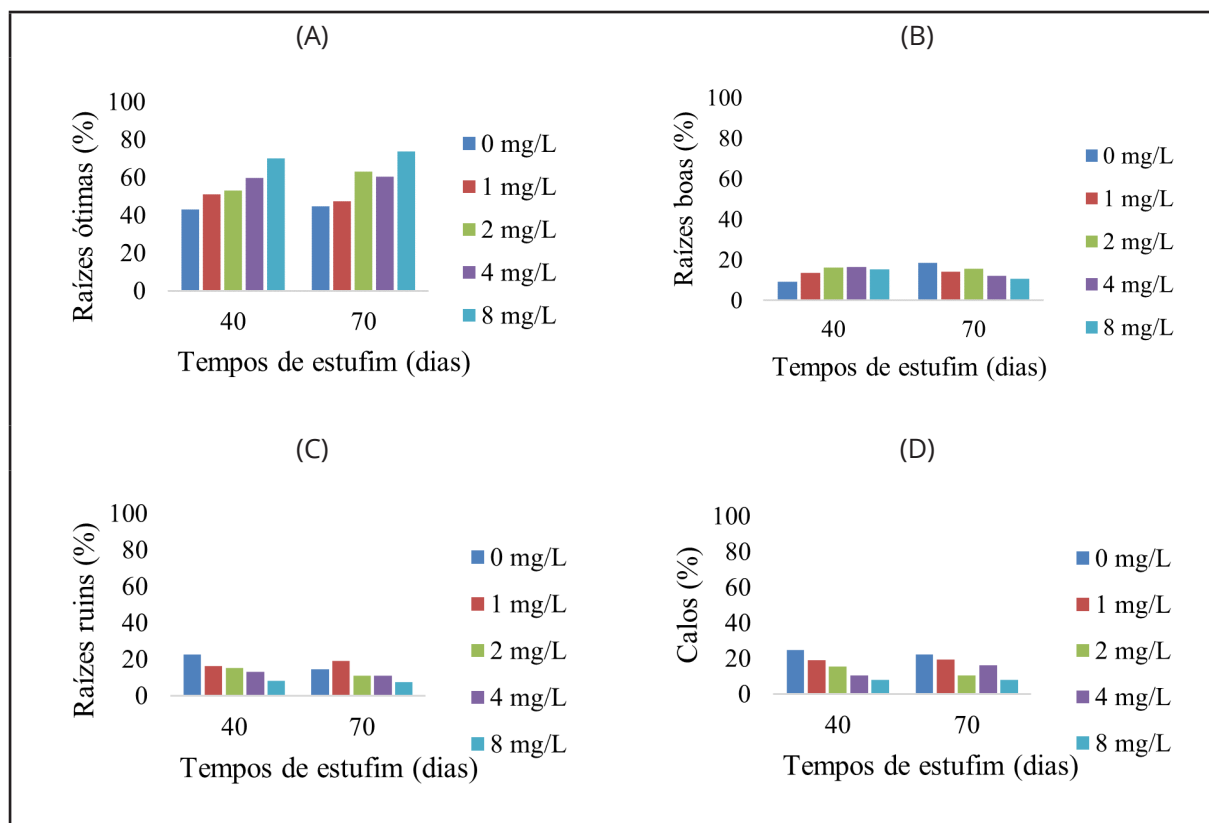 (A)
Raízes ótimas (%)
100
80
60
40
20
0
40 70
Tempos de estufim (dias)
0 mg/L
1 mg/L
2 mg/L
4 mg/L
8 mg/L
(B)
Raízes boas (%)
100
80
60
40
20
0
40 70
Tempos de estufim (dias)
0 mg/L
1 mg/L
2 mg/L
4 mg/L
8 mg/L
(C)
Raízes ruins (%)
100
80
60
40
20
0
40 70
Tempos de estufim (dias)
0 mg/L
1 mg/L
2 mg/L
4 mg/L
8 mg/L
(D)
Calos (%)
100
80
60
40
20
0
40 70
Tempos de estufim (dias)
0 mg/L
1 mg/L
2 mg/L
4 mg/L
8 mg/L